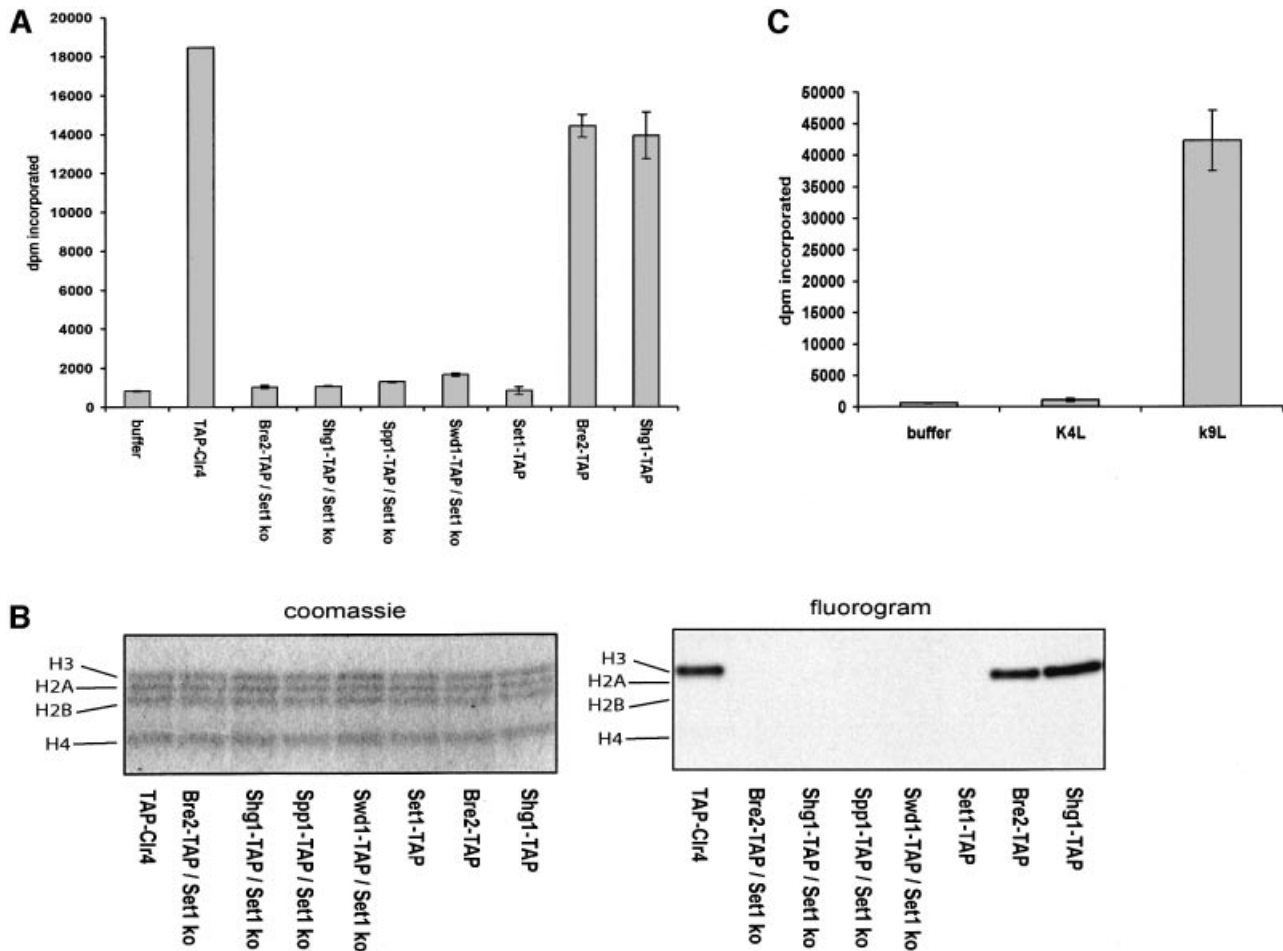 A
20000
18000
16000
14000
12000
10000
8000
6000
4000
2000
0
dpm incorporated
buffer
TAP-Clr4
Bre2-TAP / Set1 ko
Shg1-TAP / Set1 ko
Spp1-TAP / Set1 ko
Swd1-TAP / Set1 ko
Set1-TAP
Bre2-TAP
Shg1-TAP
C
50000
45000
40000
35000
30000
25000
20000
15000
10000
5000
0
dpm incorporated
buffer
K4L
k9L
B
coomassie
H3
H2A
H2B
H4
TAP-Clr4
Bre2-TAP / Set1 ko
Shg1-TAP / Set1 ko
Spp1-TAP / Set1 ko
Swd1-TAP / Set1 ko
Set1-TAP
Bre2-TAP
Shg1-TAP
fluorogram
H3
H2A
H2B
H4
TAP-Clr4
Bre2-TAP / Set1 ko
Shg1-TAP / Set1 ko
Spp1-TAP / Set1 ko
Swd1-TAP / Set1 ko
Set1-TAP
Bre2-TAP
Shg1-TAP